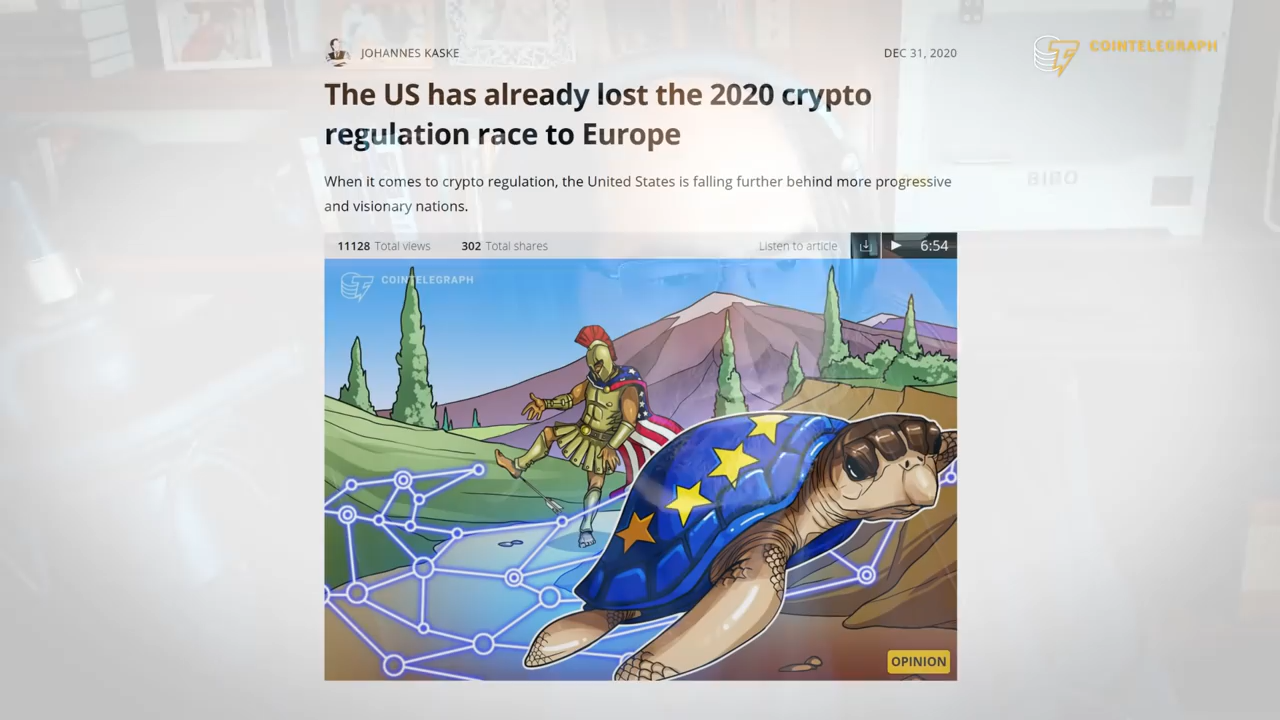 JOHANNES KASKE
DEC 31, 2020
COINTELEGRAPH
The US has already lost the 2020 crypto
regulation race to Europe
When it comes to crypto regulation, the United States is falling further behind more progressive
and visionary nations.
BIRO
11128 Total views
302 Total shares
Listen to article
6:54
COINTELEGRAPH
OPINION